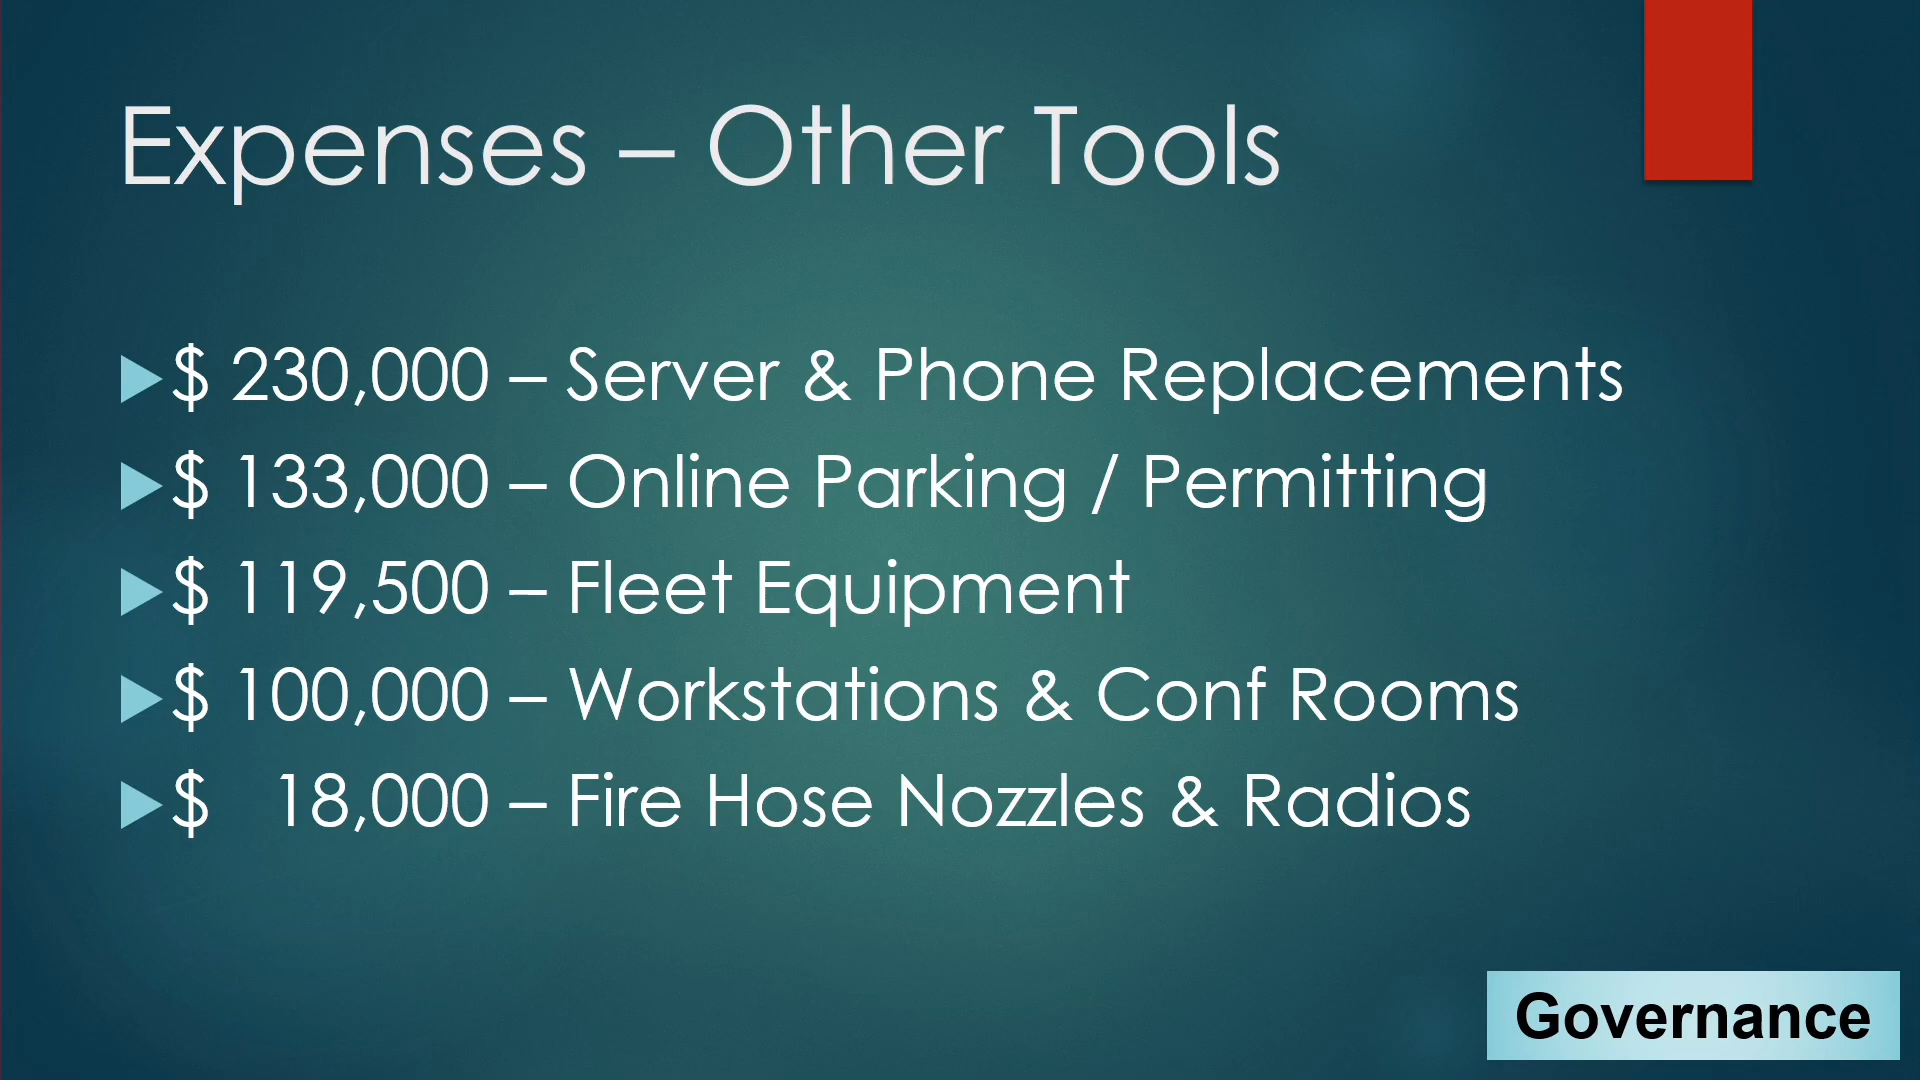 Expenses – Other Tools
$ 230,000 – Server & Phone Replacements
$ 133,000 – Online Parking / Permitting
$ 119,500 – Fleet Equipment
$ 100,000 – Workstations & Conf Rooms
$ 18,000 – Fire Hose Nozzles & Radios
Governance